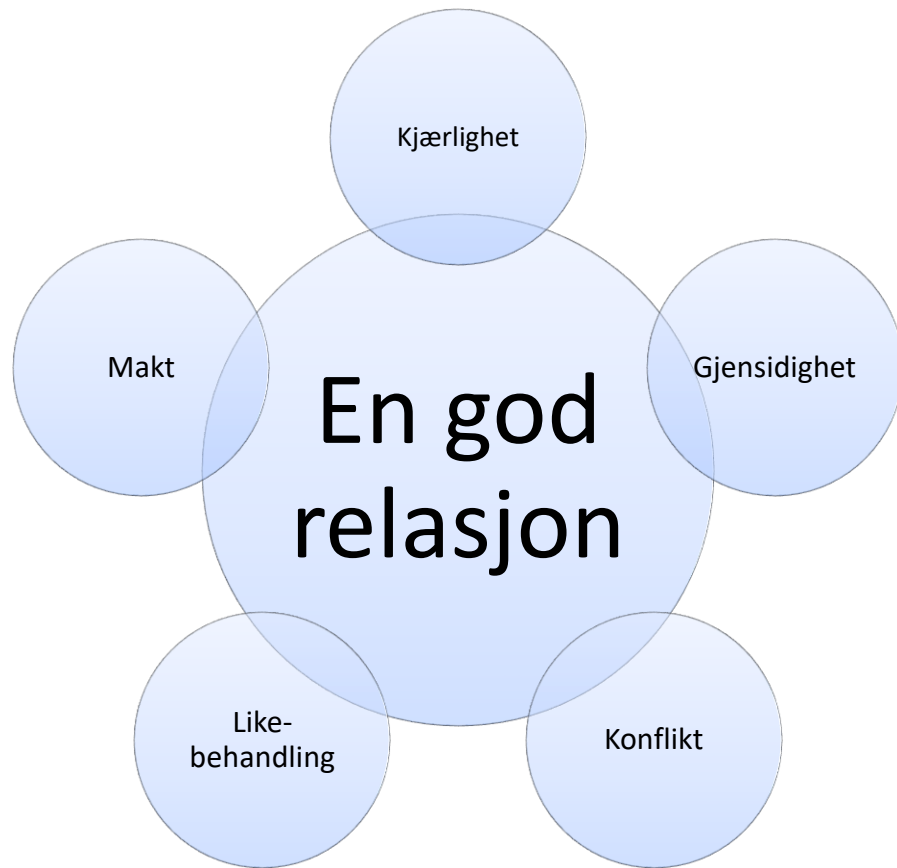 Kjærlighet
Makt
Gjensidighet
En god
relasjon
Like-
behandling
Konflikt